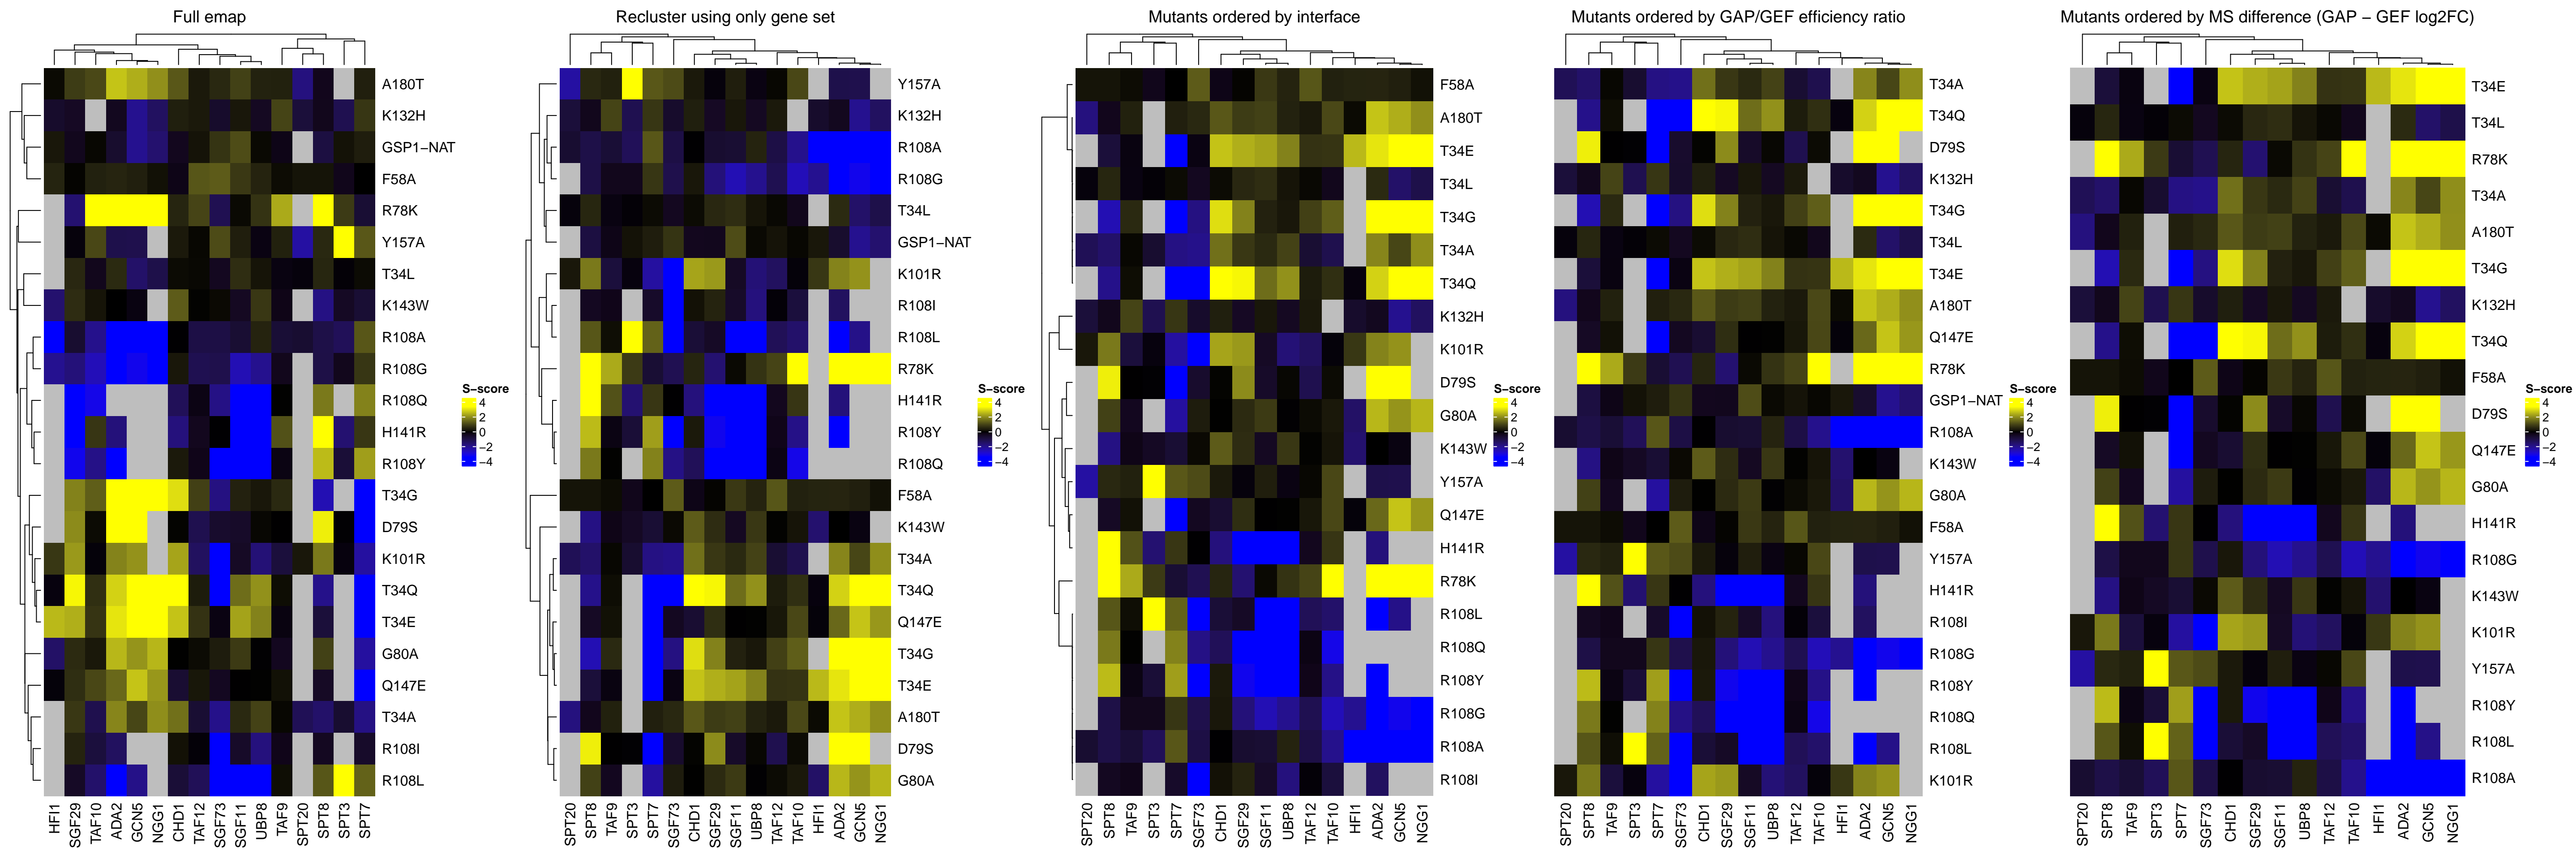 Full emap
A180T
K132H
GSP1−NAT
F58A
R78K
Y157A
T34L
K143W
R108A
R108G
R108Q
H141R
R108Y
T34G
D79S
K101R
T34Q
T34E
G80A
Q147E
T34A
R108I
R108L
HFI1
SGF29
TAF10
ADA2
GCN5
NGG1
CHD1
TAF12
SGF73
SGF11
UBP8
TAF9
SPT20
SPT8
SPT3
SPT7
S−score
4
2
0
−2
−4
Recluster using only gene set
Y157A
K132H
R108A
R108G
T34L
GSP1−NAT
K101R
R108I
R108L
R78K
H141R
R108Y
R108Q
F58A
K143W
T34A
T34Q
Q147E
T34G
T34E
A180T
D79S
G80A
SPT20
SPT8
TAF9
SPT3
SPT7
SGF73
CHD1
SGF29
SGF11
UBP8
TAF12
TAF10
HFI1
ADA2
GCN5
NGG1
S−score
4
2
0
−2
−4
Mutants ordered by interface
F58A
A180T
T34E
T34L
T34G
T34A
T34Q
K132H
K101R
D79S
G80A
K143W
Y157A
Q147E
H141R
R78K
R108L
R108Q
R108Y
R108G
R108A
R108I
SPT20
SPT8
TAF9
SPT3
SPT7
SGF73
CHD1
SGF29
SGF11
UBP8
TAF12
TAF10
HFI1
ADA2
GCN5
NGG1
S−score
4
2
0
−2
−4
Mutants ordered by GAP/GEF efficiency ratio
T34A
T34Q
D79S
K132H
T34G
T34L
T34E
A180T
Q147E
R78K
GSP1−NAT
R108A
K143W
G80A
F58A
Y157A
H141R
R108I
R108G
R108Y
R108Q
R108L
K101R
SPT20
SPT8
TAF9
SPT3
SPT7
SGF73
CHD1
SGF29
SGF11
UBP8
TAF12
TAF10
HFI1
ADA2
GCN5
NGG1
S−score
4
2
0
−2
−4
Mutants ordered by MS difference (GAP − GEF log2FC)
T34E
T34L
R78K
T34A
A180T
T34G
K132H
T34Q
F58A
D79S
Q147E
G80A
H141R
R108G
K143W
K101R
Y157A
R108Y
R108L
R108A
SPT20
SPT8
TAF9
SPT3
SPT7
SGF73
CHD1
SGF29
SGF11
UBP8
TAF12
TAF10
HFI1
ADA2
GCN5
NGG1
S−score
4
2
0
−2
−4